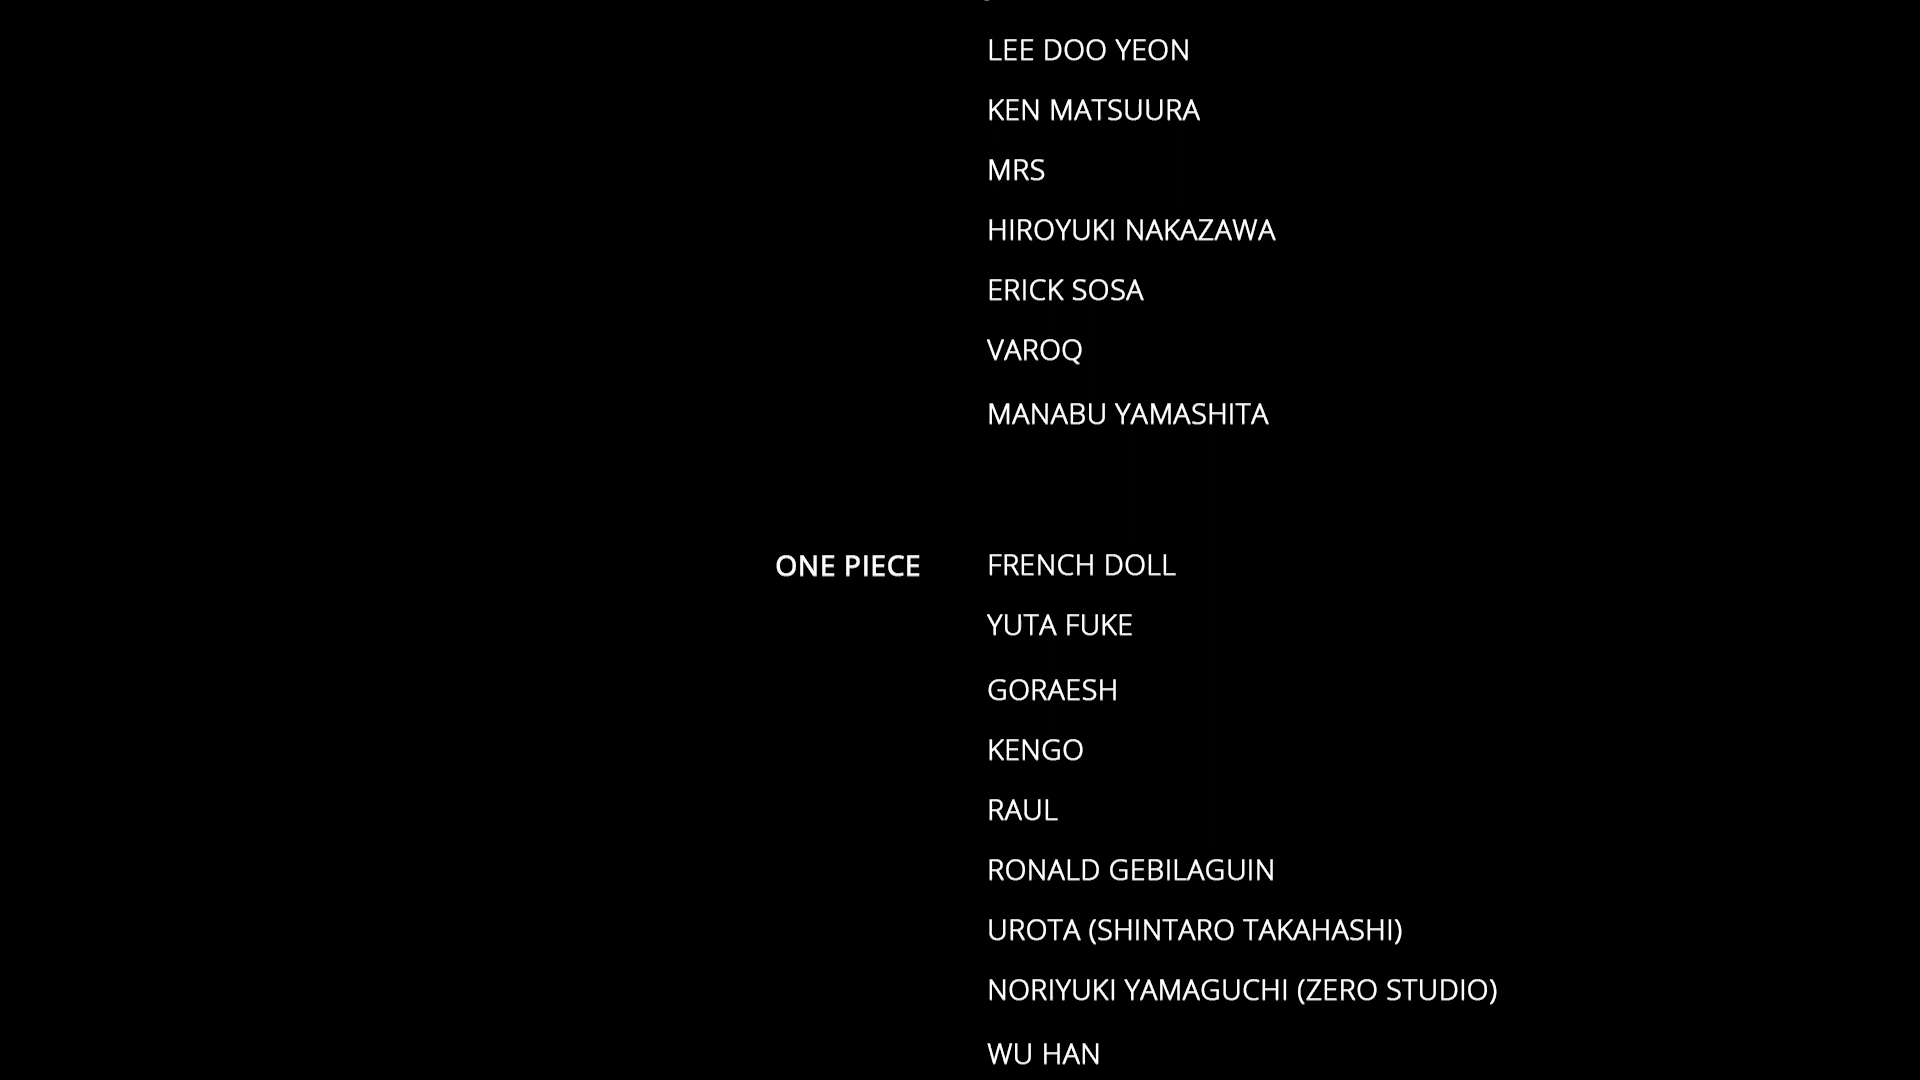 LEE DOO YEON
KEN MATSUURA
MRS
HIROYUKI NAKAZAWA
ERICK SOSA
VAROQ
MANABU YAMASHITA
ONE PIECE FRENCH DOLL
YUTA FUKE
GORAESH
KENGO
RAUL
RONALD GEBILAGUIN
UROTA (SHINTARO TAKAHASHI)
NORIYUKI YAMAGUCHI (ZERO STUDIO)
WU HAN